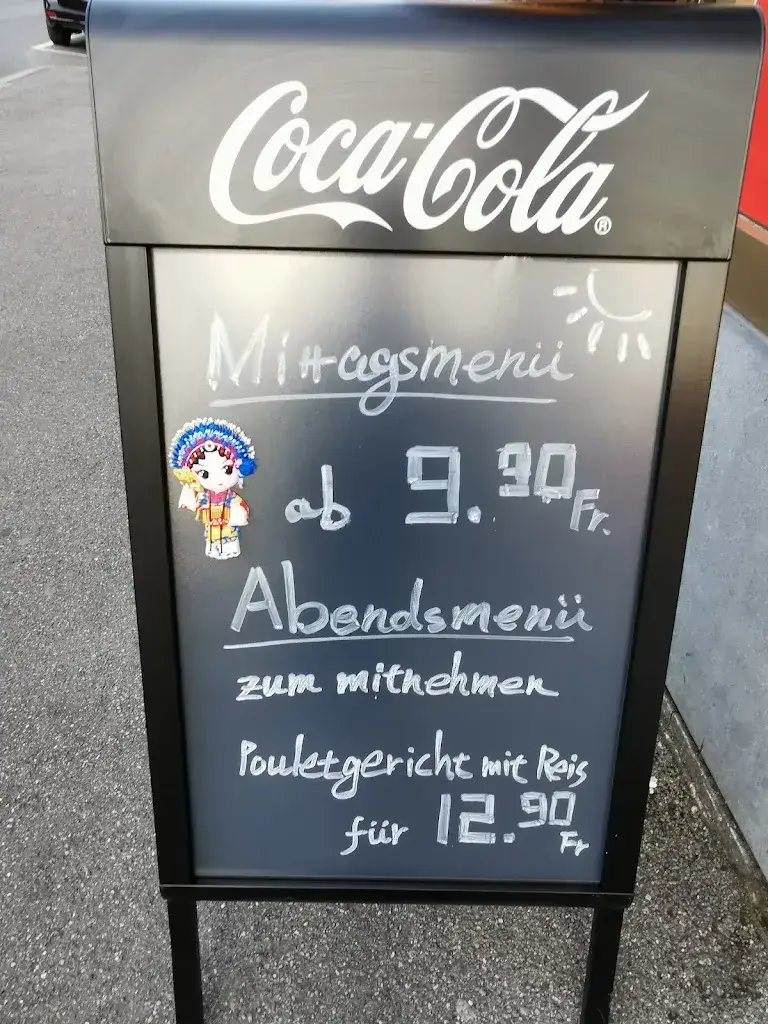 Coca-Cola®
Mittagsmenü
ab 9.90 Fr.
Abendsmenü
zum mitnehmen
Pouletgericht mit Reis
für 12.90 Fr